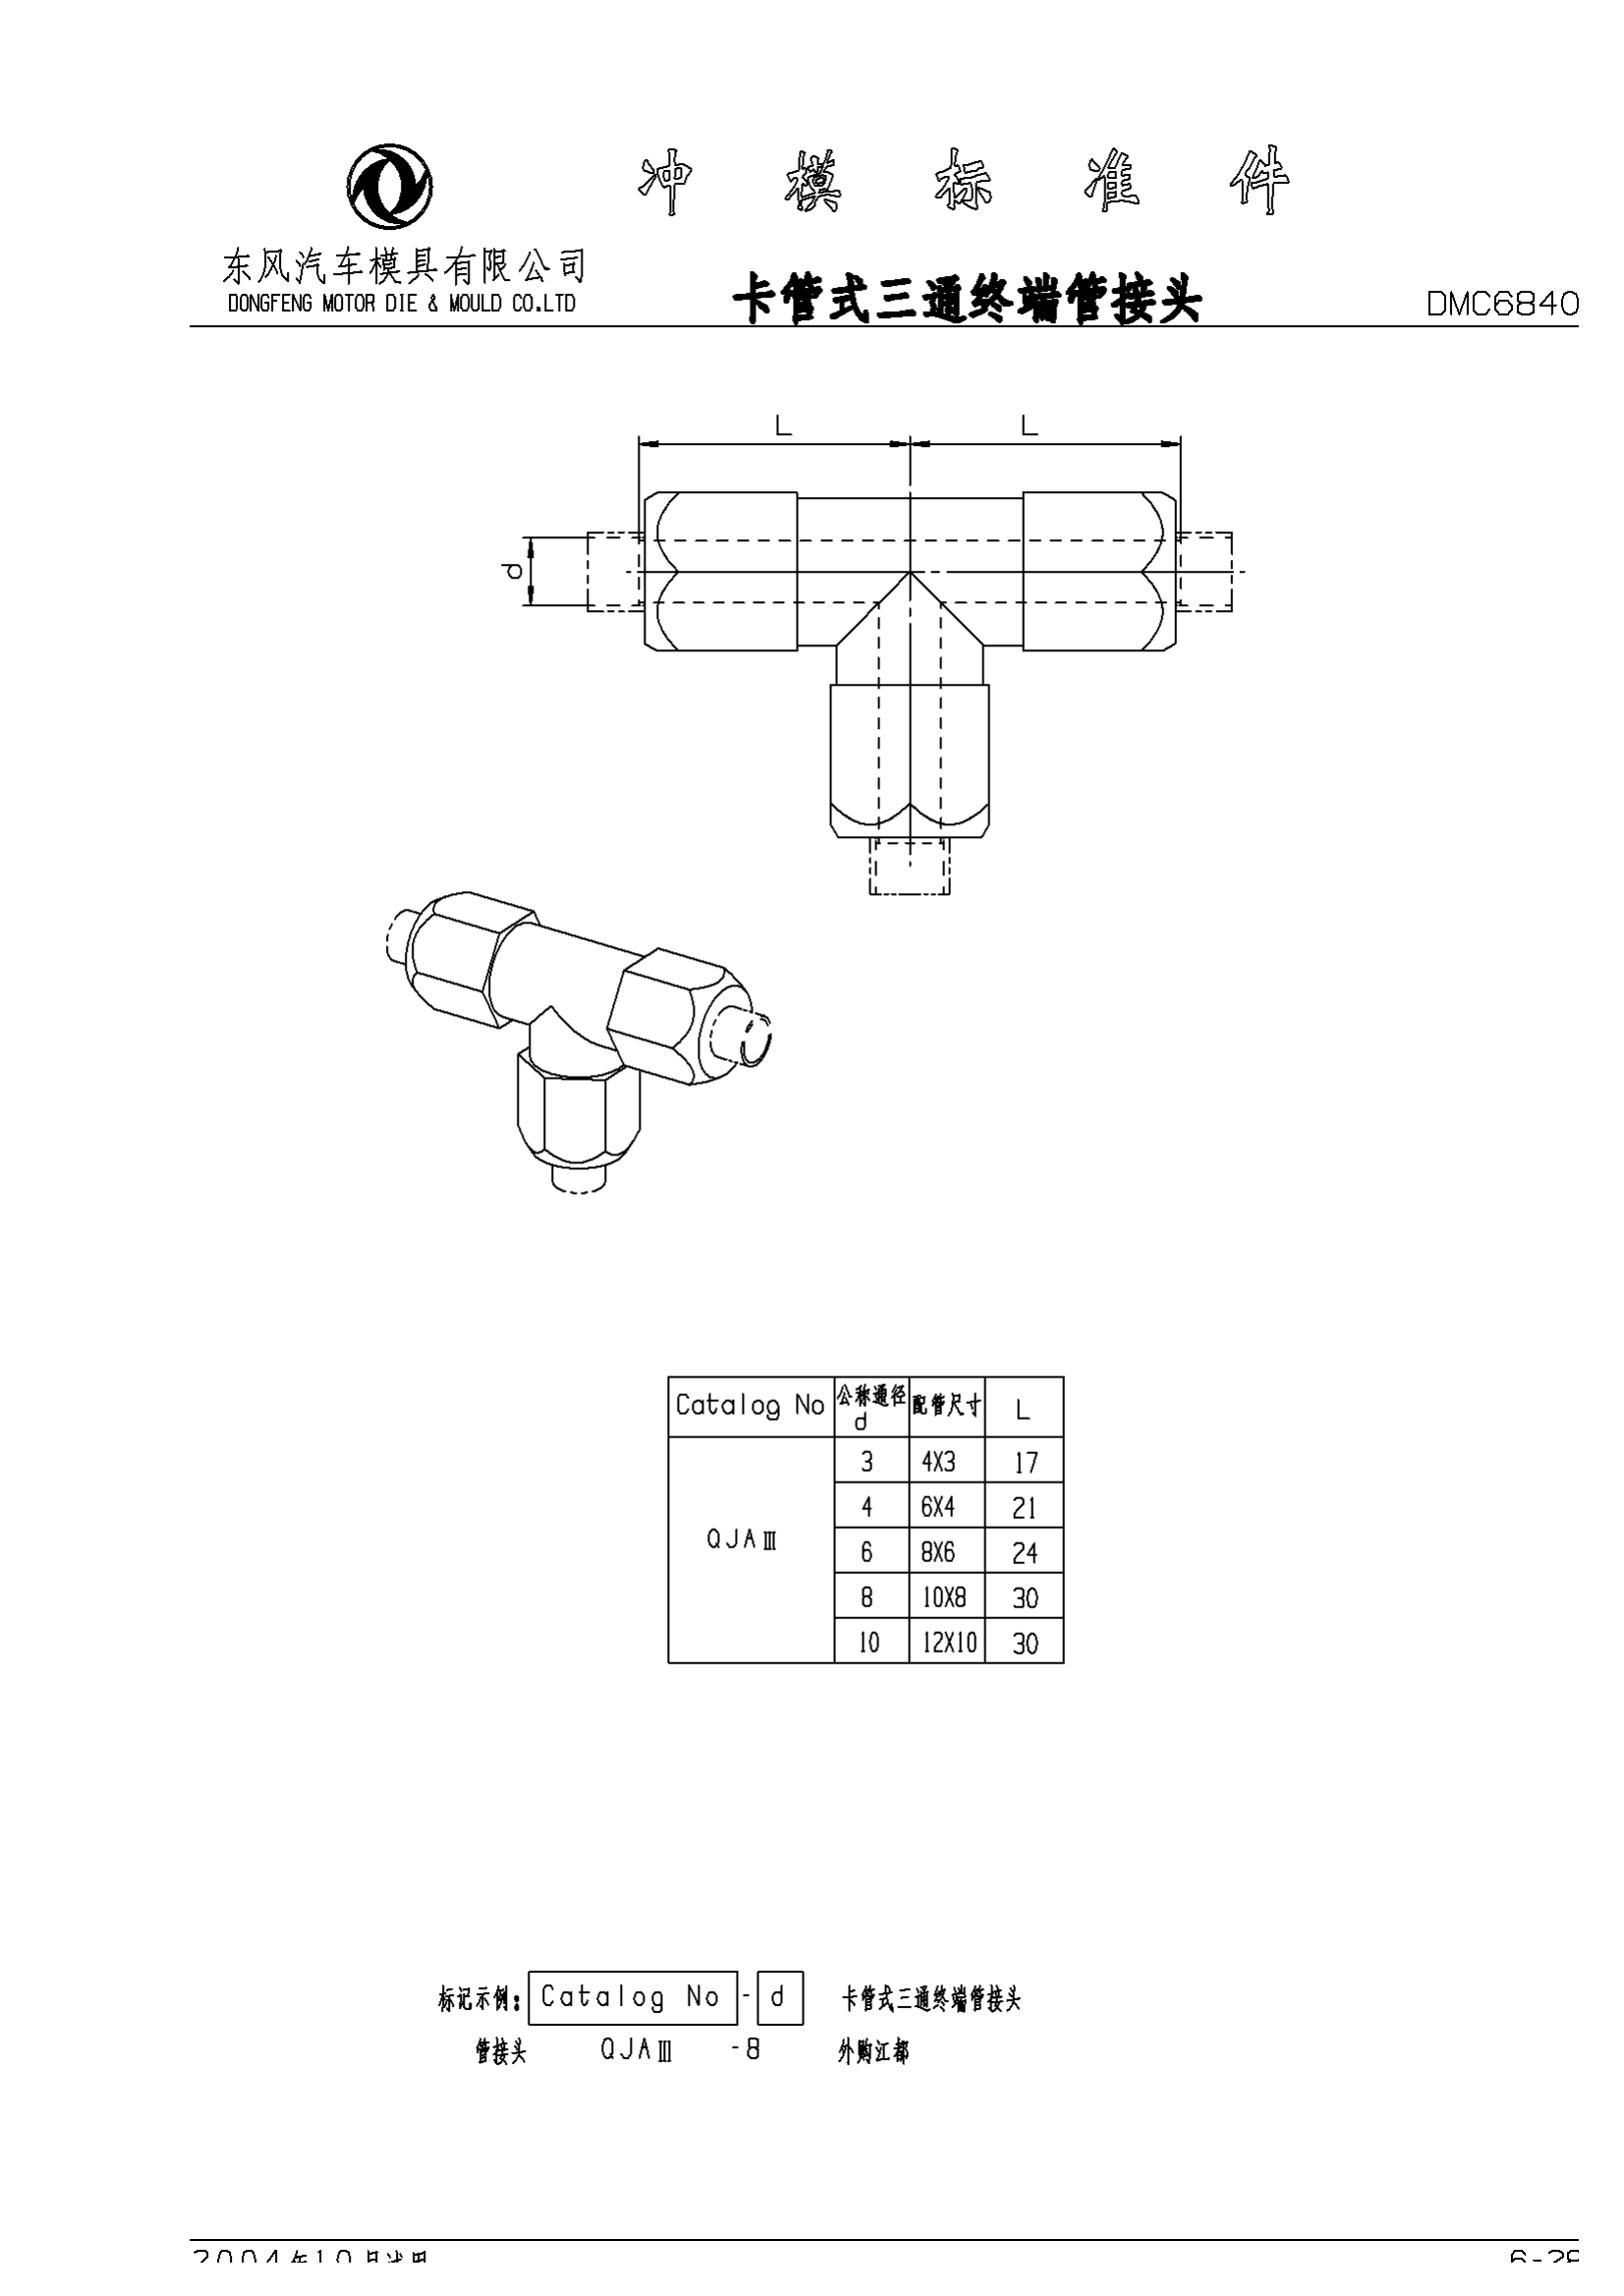 冲模标准件
东风汽车模具有限公司
DONGFENG MOTOR DIE & MOULD CO.LTD
卡管式三通终端管接头
DMC6840
L L
d
Catalog No 公称通径 d 配管尺寸 L
QJAⅢ
3 4X3 17
4 6X4 21
6 8X6 24
8 10X8 30
10 12X10 30
标记示例: Catalog No - d 卡管式三通终端管接头
管接头 QJAⅢ -8 外购江都
2004年10月